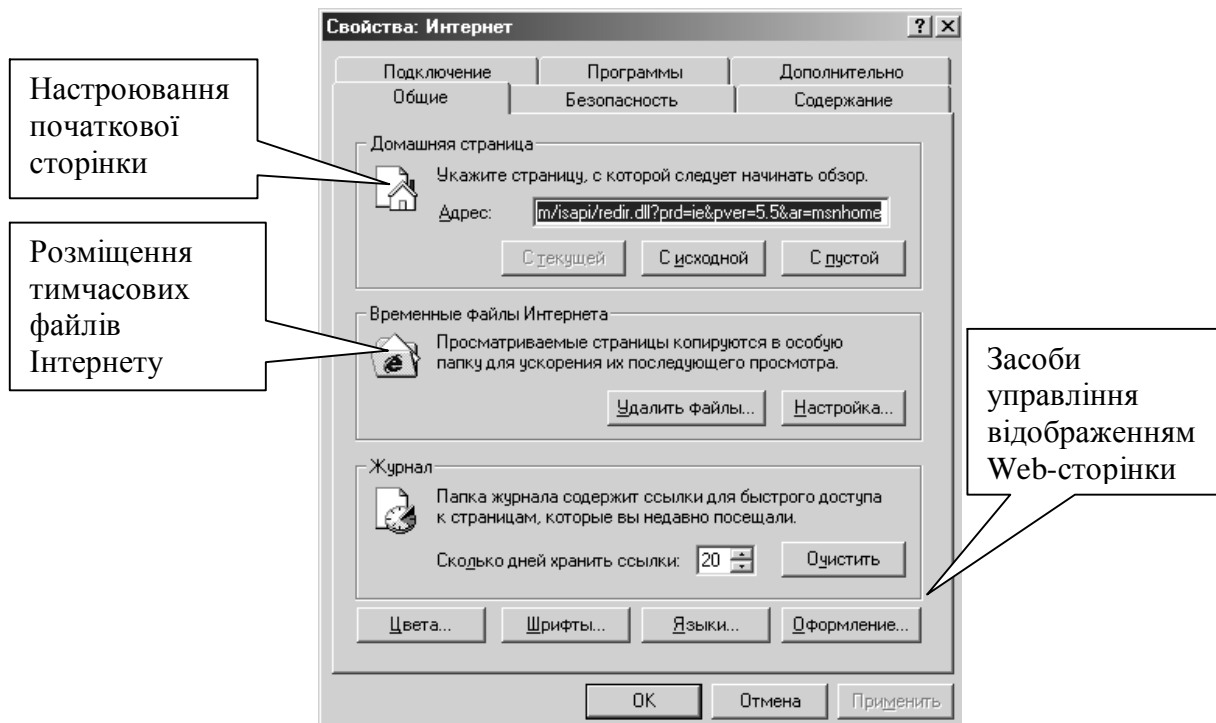 Свойства: Интернет
Подключение
Программы
Дополнительно
Общие
Безопасность
Содержание
Настроювання
початкової
сторінки
Домашняя страница
Укажите страницу, с которой следует начинать обзор.
Адрес:
m/isapi/redir.dll?prd=ie&pver=5.5&ar=msnhome
С текущей
С исходной
С пустой
Розміщення
тимчасових
файлів
Інтернету
Временные файлы Интернета
Просматриваемые страницы копируются в особую
папку для ускорения их последующего просмотра.
Удалить файлы...
Настройка...
Засоби
управління
відображенням
Web-сторінки
Журнал
Папка журнала содержит ссылки для быстрого доступа
к страницам, которые вы недавно посещали.
Сколько дней хранить ссылки:
20
Очистить
Цвета...
Шрифты...
Языки...
Оформление...
OK
Отмена
Применить